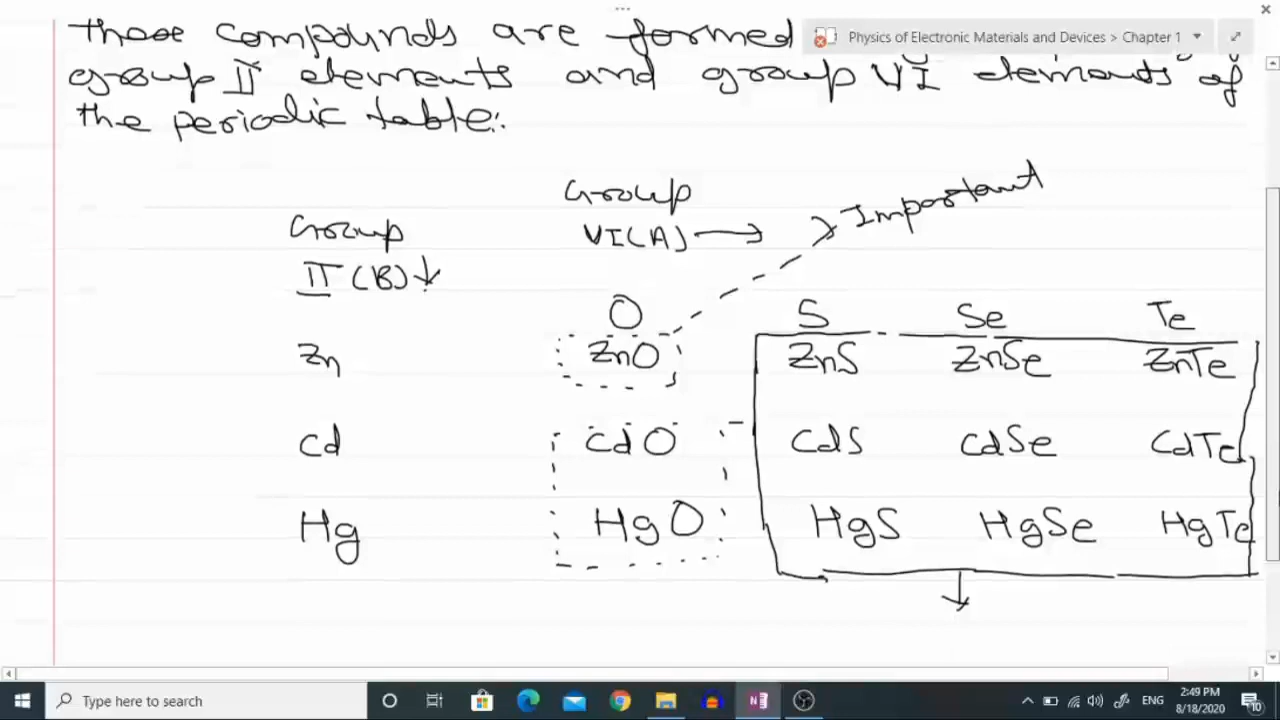 These compounds are formed
Physics of Electronic Materials and Devices > Chapter 1
group II elements and group VI elements of
the periodic table:
Important
Group
VI(A)
Group
II (B)
O S Se Te
Zn ZnO ZnS ZnSe ZnTe
Cd CdO CdS CdSe CdTe
Hg HgO HgS HgSe HgTe
Type here to search
ENG
2:49 PM
8/18/2020
10